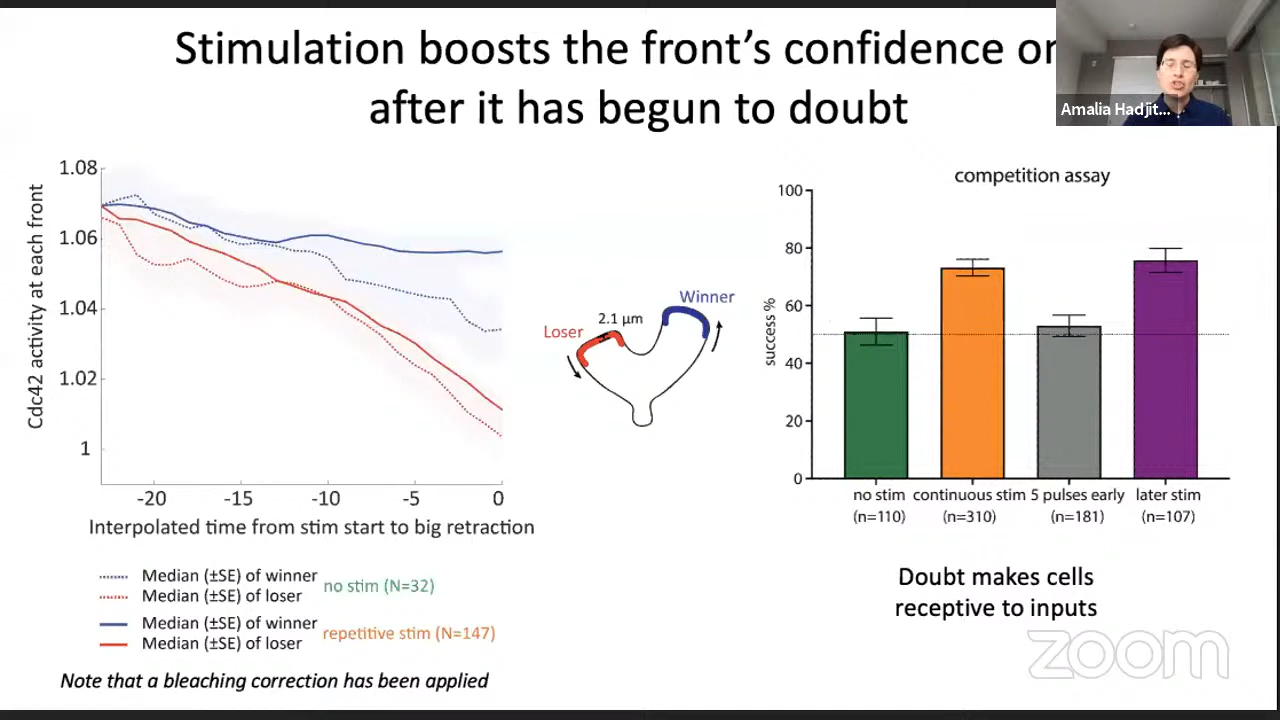 Stimulation boosts the front's confidence
after it has begun to doubt
Amalia Hadjit...
Cdc42 activity at each front
1.08
1.06
1.04
1.02
1
-20 -15 -10 -5 0
Interpolated time from stim start to big retraction
Median (±SE) of winner
Median (±SE) of loser
no stim (N=32)
Median (±SE) of winner
Median (±SE) of loser
repetitive stim (N=147)
Note that a bleaching correction has been applied
Loser
2.1 μm
Winner
competition assay
success %
100
80
60
40
20
0
no stim continuous stim 5 pulses early later stim
(n=110) (n=310) (n=181) (n=107)
Doubt makes cells
receptive to inputs
zoom